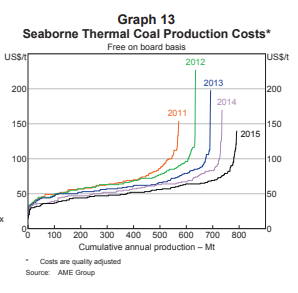 Graph 13
Seaborne Thermal Coal Production Costs*
Free on board basis
US$/t US$/t
2012
2013
200 200
2014
2011
150 150
2015
100 100
50 50
x
0 0
0 100 200 300 400 500 600 700 800
Cumulative annual production – Mt
* Costs are quality adjusted
Source: AME Group